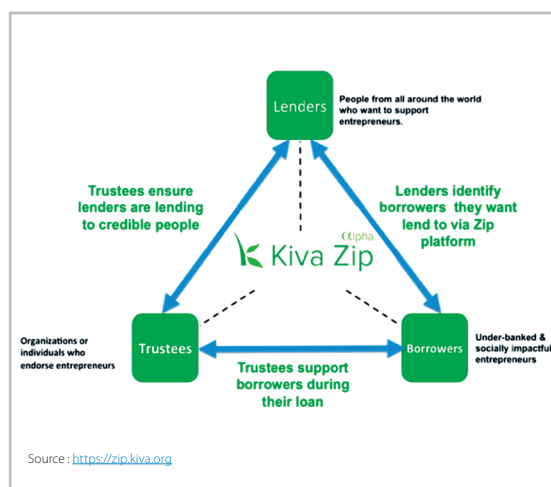 Lenders
People from all around the world
who want to support
entrepreneurs.
Trustees ensure
lenders are lending
to credible people
Lenders identify
borrowers they want
lend to via Zip
platform
αlpha
Kiva Zip
Organizations or
individuals who
endorse entrepreneurs
Trustees
Borrowers
Under-banked &
socially impactful
entrepreneurs
Trustees support
borrowers during
their loan
Source : https://zip.kiva.org